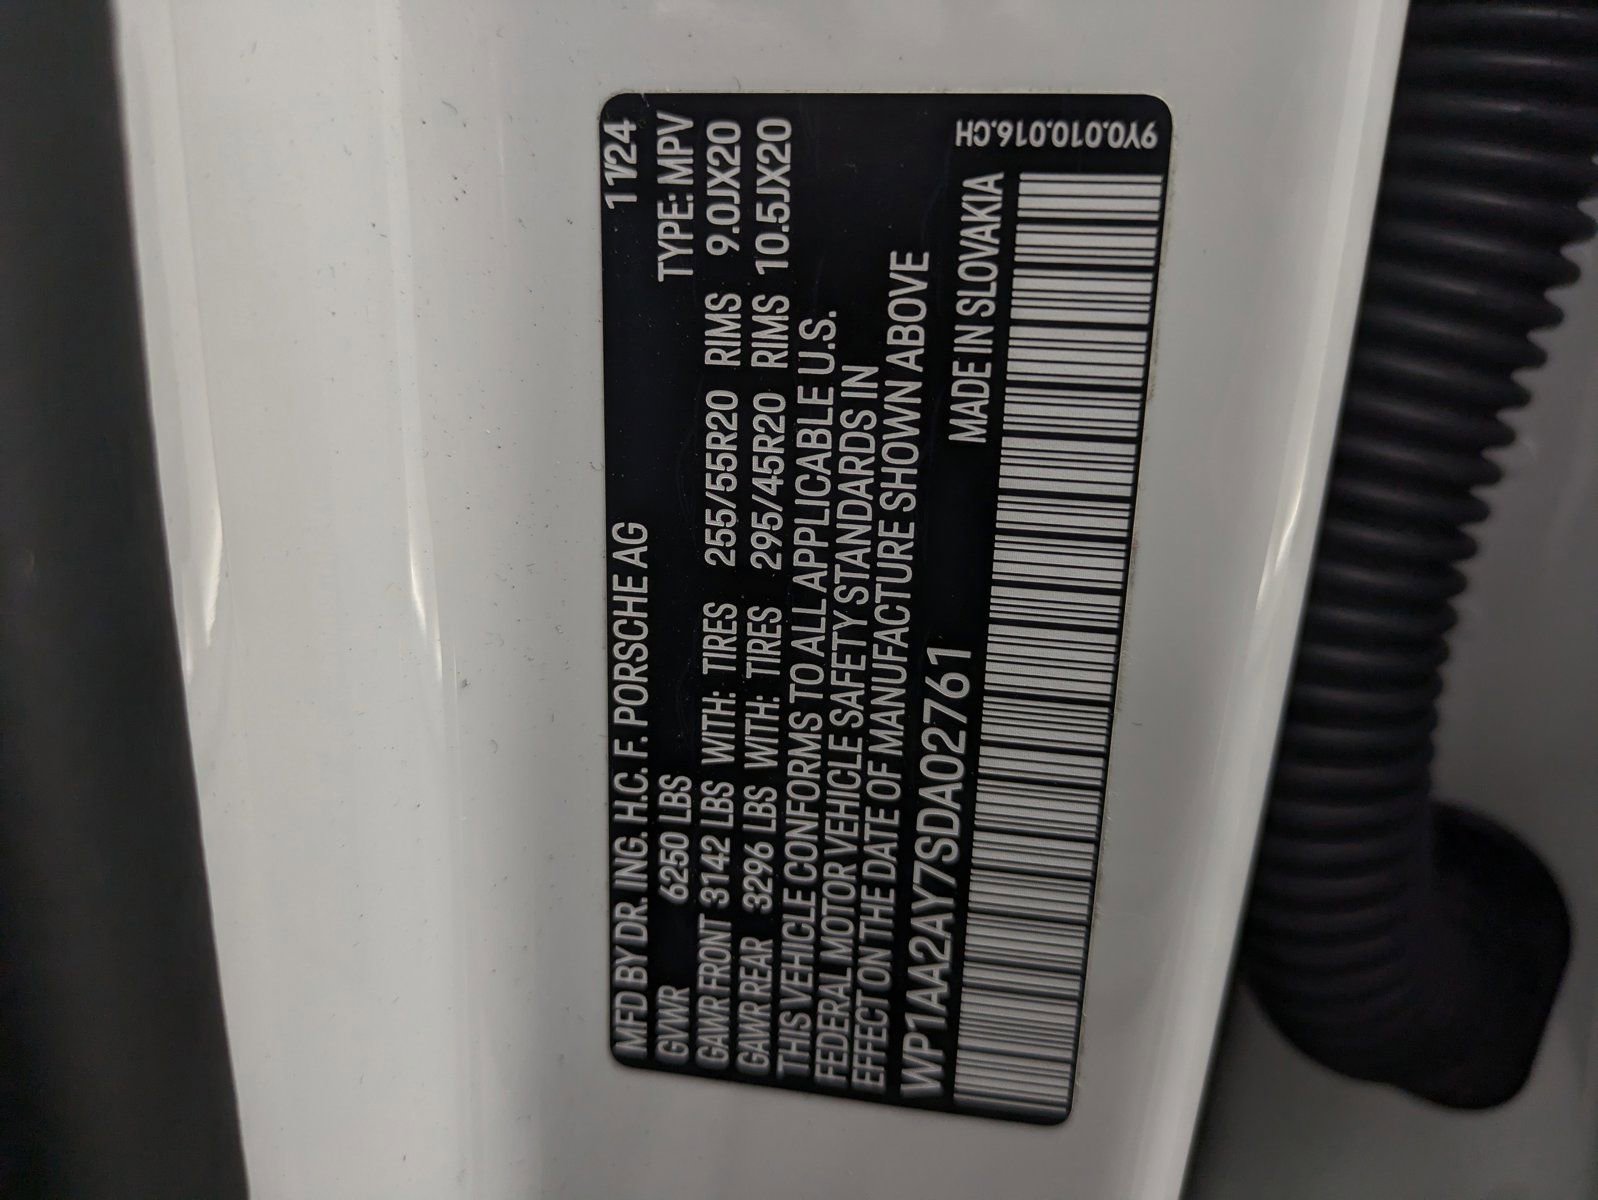 MFD BY DR. ING. H.C. F. PORSCHE AG 11/24
GVWR 6250 LBS TYPE: MPV
GAWR FRONT 3142 LBS WITH: TIRES 255/55R20 RIMS 9.0JX20
GAWR REAR 3296 LBS WITH: TIRES 295/45R20 RIMS 10.5JX20
THIS VEHICLE CONFORMS TO ALL APPLICABLE U.S.
FEDERAL MOTOR VEHICLE SAFETY STANDARDS IN
EFFECT ON THE DATE OF MANUFACTURE SHOWN ABOVE
WP1AA2AY7SDA02761 MADE IN SLOVAKIA
9Y0.010.016.CH